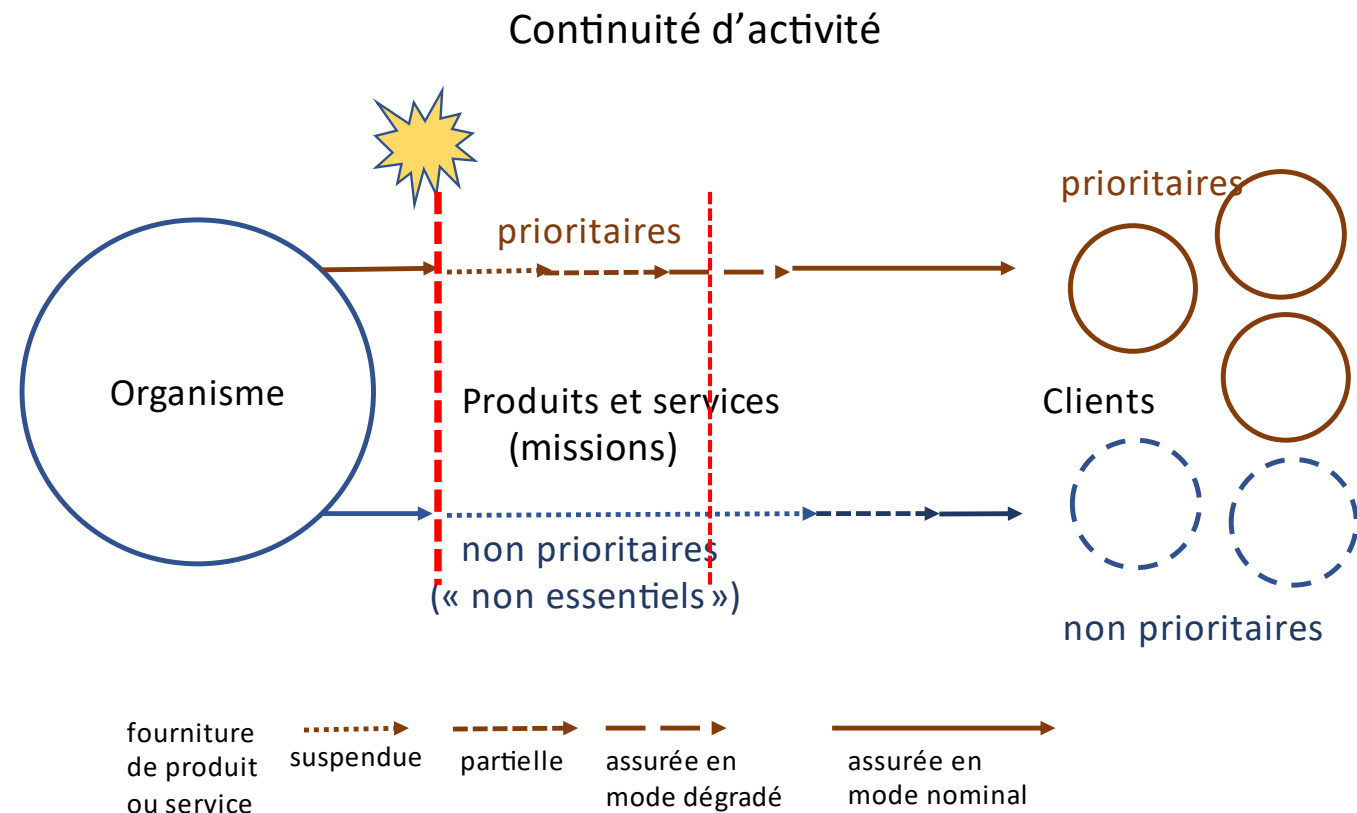 Continuité d’activité
prioritaires
prioritaires
Organisme
Produits et services
(missions)
Clients
non prioritaires
(« non essentiels »)
non prioritaires
fourniture
de produit
ou service
suspendue
partielle
assurée en
mode dégradé
assurée en
mode nominal